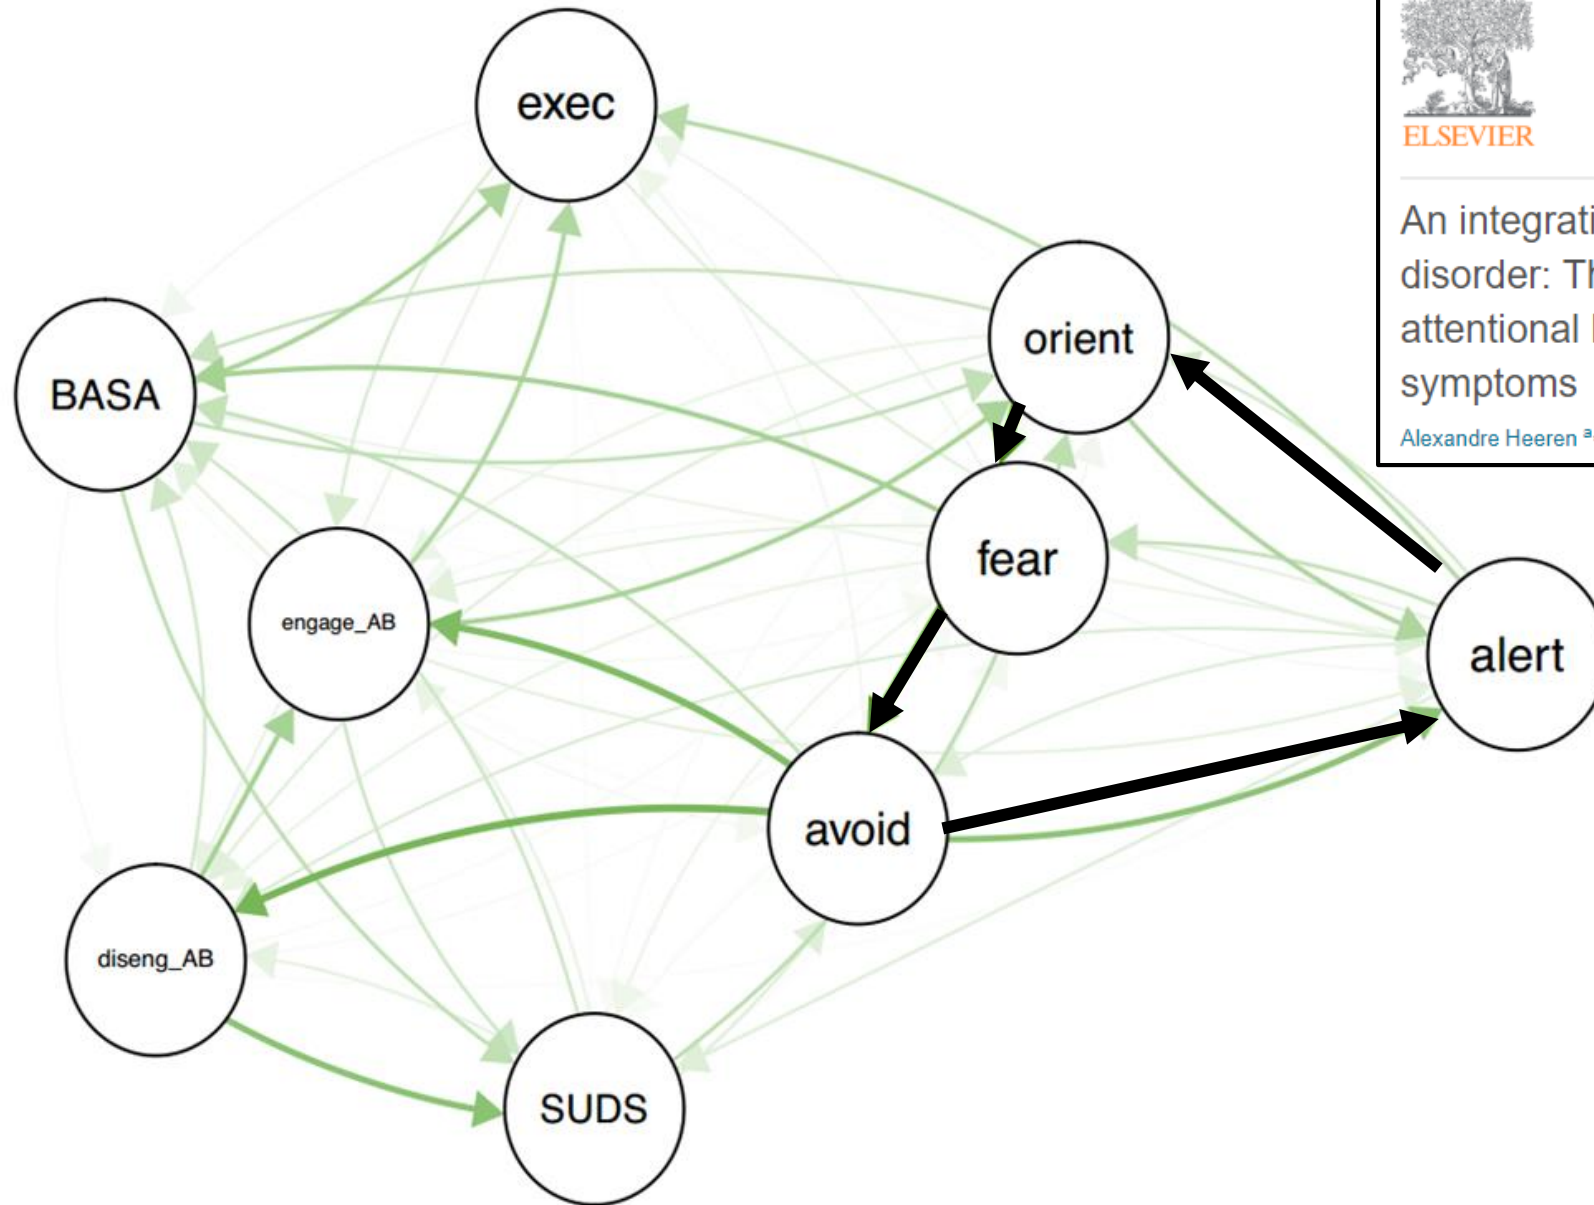 exec
ELSEVIER
An integrati
disorder: Th
attentional
symptoms
Alexandre Heeren a
orient
BASA
fear
engage_AB
alert
avoid
diseng_AB
SUDS